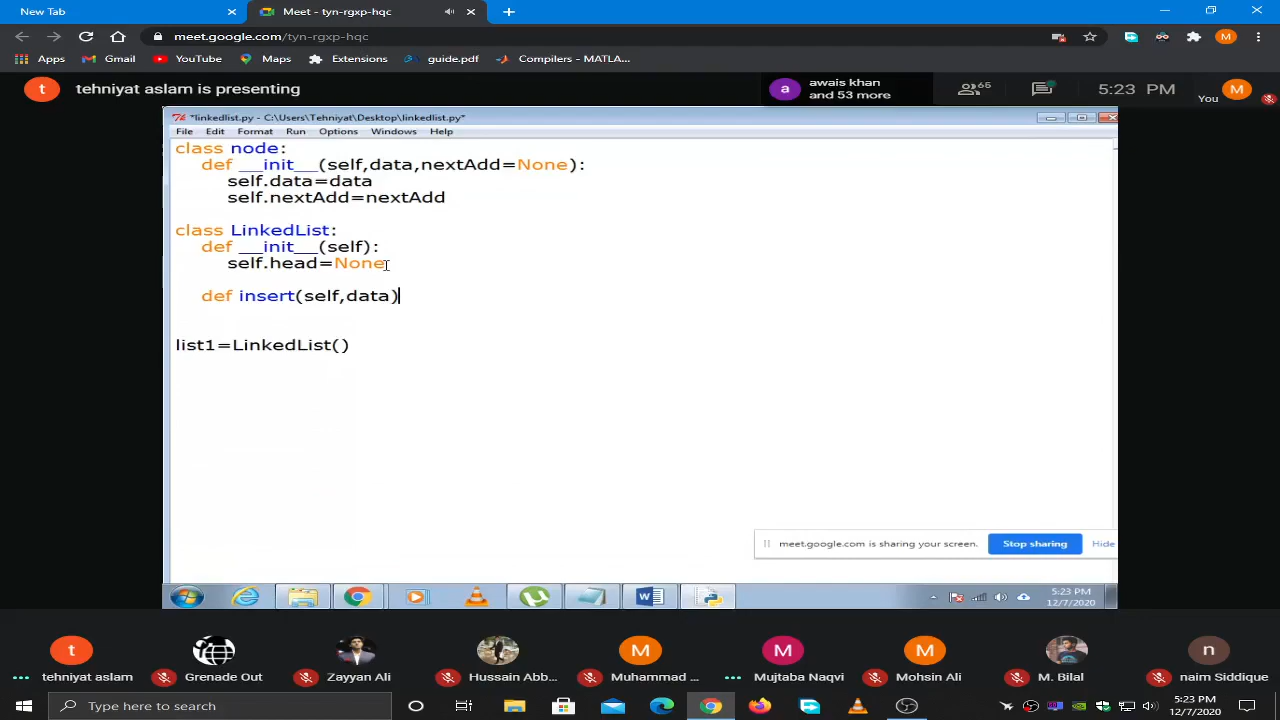 New Tab
Meet - tyn-rgxp-hqc
meet.google.com/tyn-rgxp-hqc
Apps Gmail YouTube Maps Extensions guide.pdf Compilers - MATLA...
tehniyat aslam is presenting
a
awais khan
and 53 more
65
5:23 PM
You
M
*linkedlist.py - C:\Users\Tehniyat\Desktop\linkedlist.py*
File Edit Format Run Options Windows Help
class node:
def __init__(self,data,nextAdd=None):
self.data=data
self.nextAdd=nextAdd
class LinkedList:
def __init__(self):
self.head=None
def insert(self,data)
list1=LinkedList()
meet.google.com is sharing your screen. Stop sharing Hide
5:23 PM
12/7/2020
t M M M n
tehniyat aslam Grenade Out Zayyan Ali Hussain Abb... Muhammad ... Mujtaba Naqvi Mohsin Ali M. Bilal naim Siddique
Type here to search
5:23 PM
12/7/2020